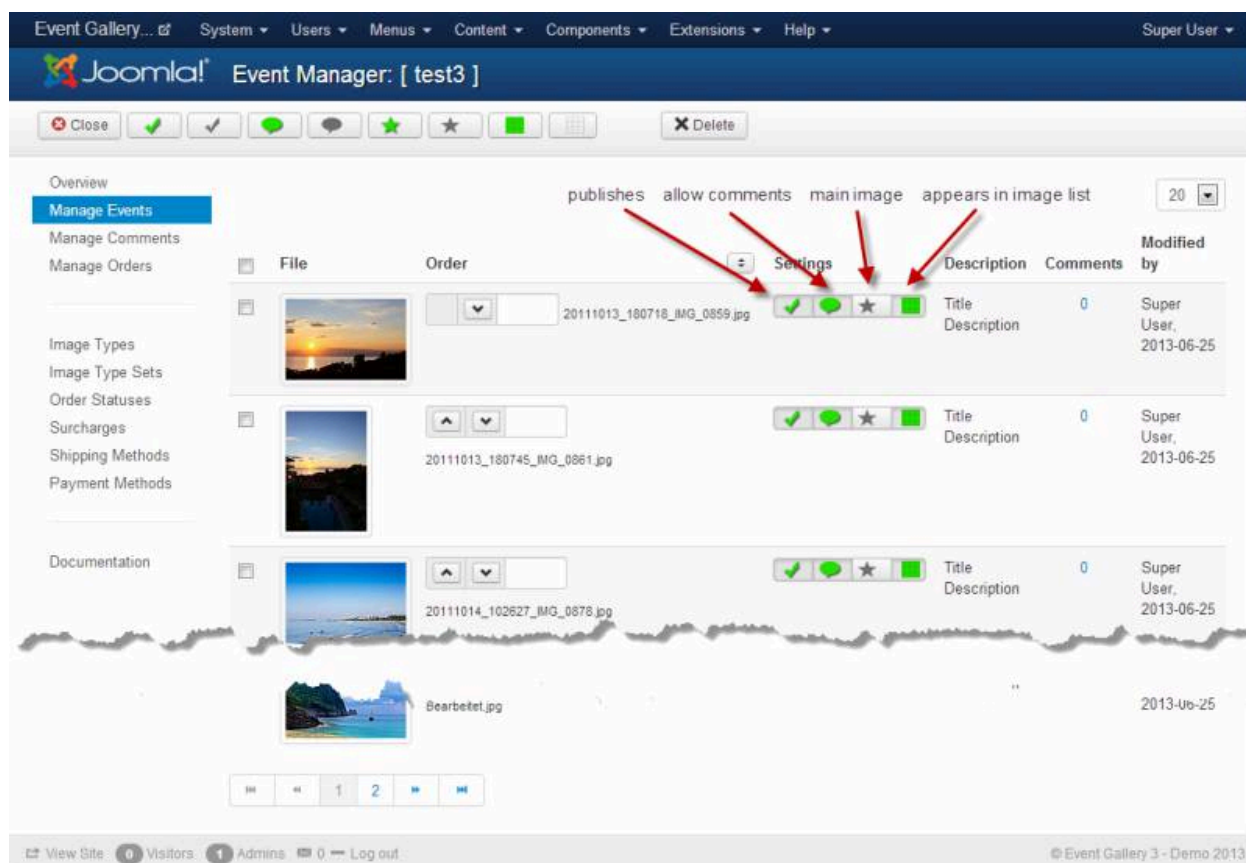 Event Gallery... System Users Menus Content Components Extensions Help Super User
Joomla! Event Manager: [ test3 ]
Close Delete
publishes allow comments main image appears in image list 20
Overview
Manage Events
Manage Comments
Manage Orders
Image Types
Image Type Sets
Order Statuses
Surcharges
Shipping Methods
Payment Methods
Documentation
File Order Settings Description Comments Modified by
20111013_180718_IMG_0859.jpg Title Description 0 Super User, 2013-06-25
20111013_180745_IMG_0861.jpg Title Description 0 Super User, 2013-06-25
20111014_102627_IMG_0878.jpg Title Description 0 Super User, 2013-06-25
Bearbeitet.jpg 2013-06-25
1 2
View Site 0 Visitors 1 Admins 0 Log out © Event Gallery 3 - Demo 2013